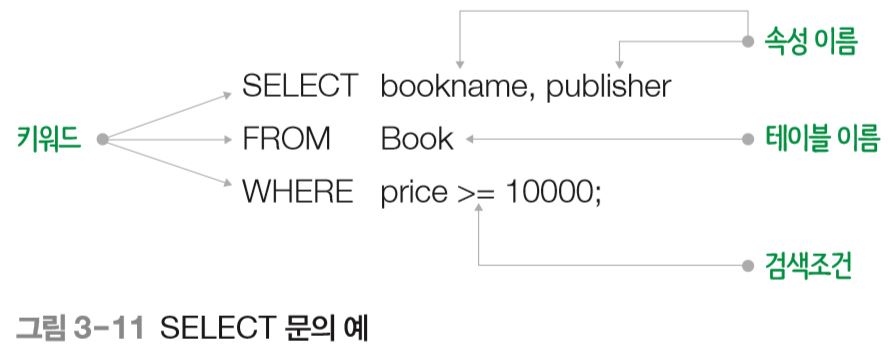 속성 이름
SELECT bookname, publisher
키워드 FROM Book 테이블 이름
WHERE price >= 10000;
검색조건
그림 3-11 SELECT 문의 예